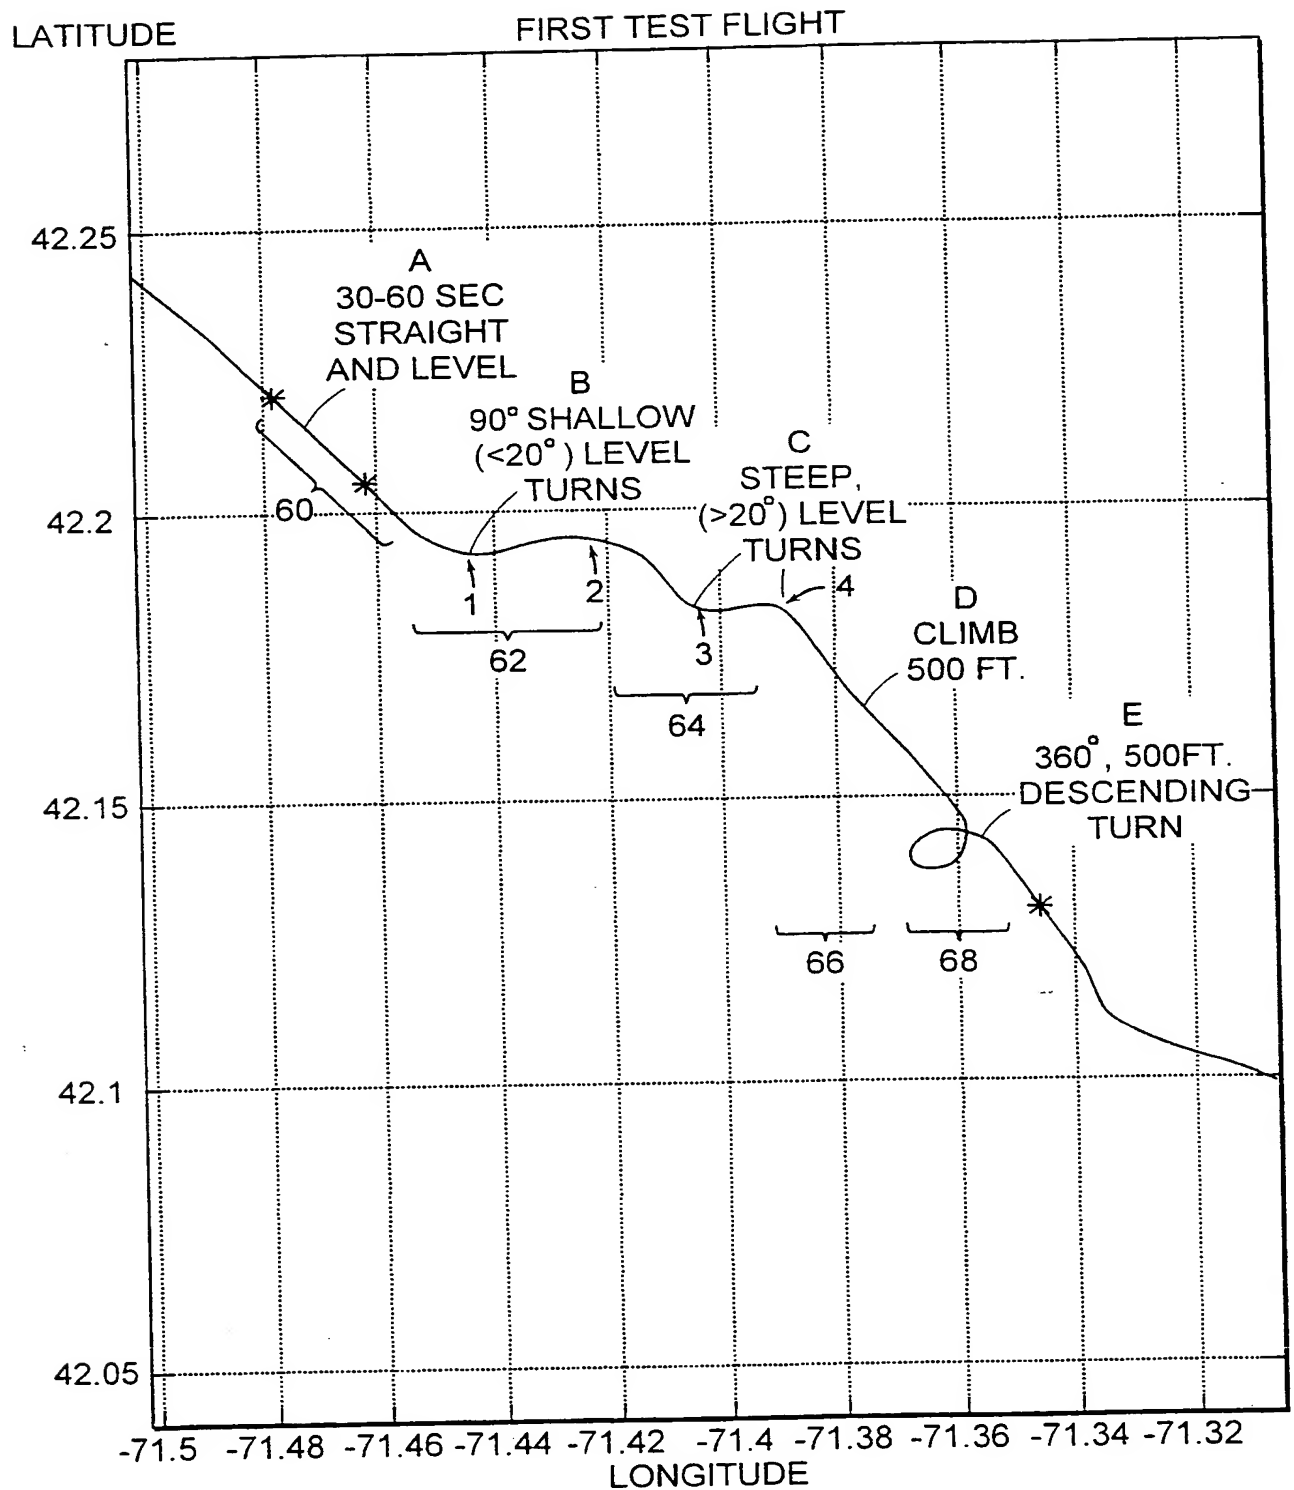 FIRST TEST FLIGHT
LATITUDE
42.25
42.2
42.15
42.1
42.05
A
30-60 SEC
STRAIGHT
AND LEVEL
B
90° SHALLOW
(<20°) LEVEL
TURNS
C
STEEP,
(>20°) LEVEL
TURNS
D
CLIMB
500 FT.
E
360°, 500FT.
DESCENDING
TURN
60
1
2
62
3
4
64
66
68
-71.5 -71.48 -71.46 -71.44 -71.42 -71.4 -71.38 -71.36 -71.34 -71.32
LONGITUDE